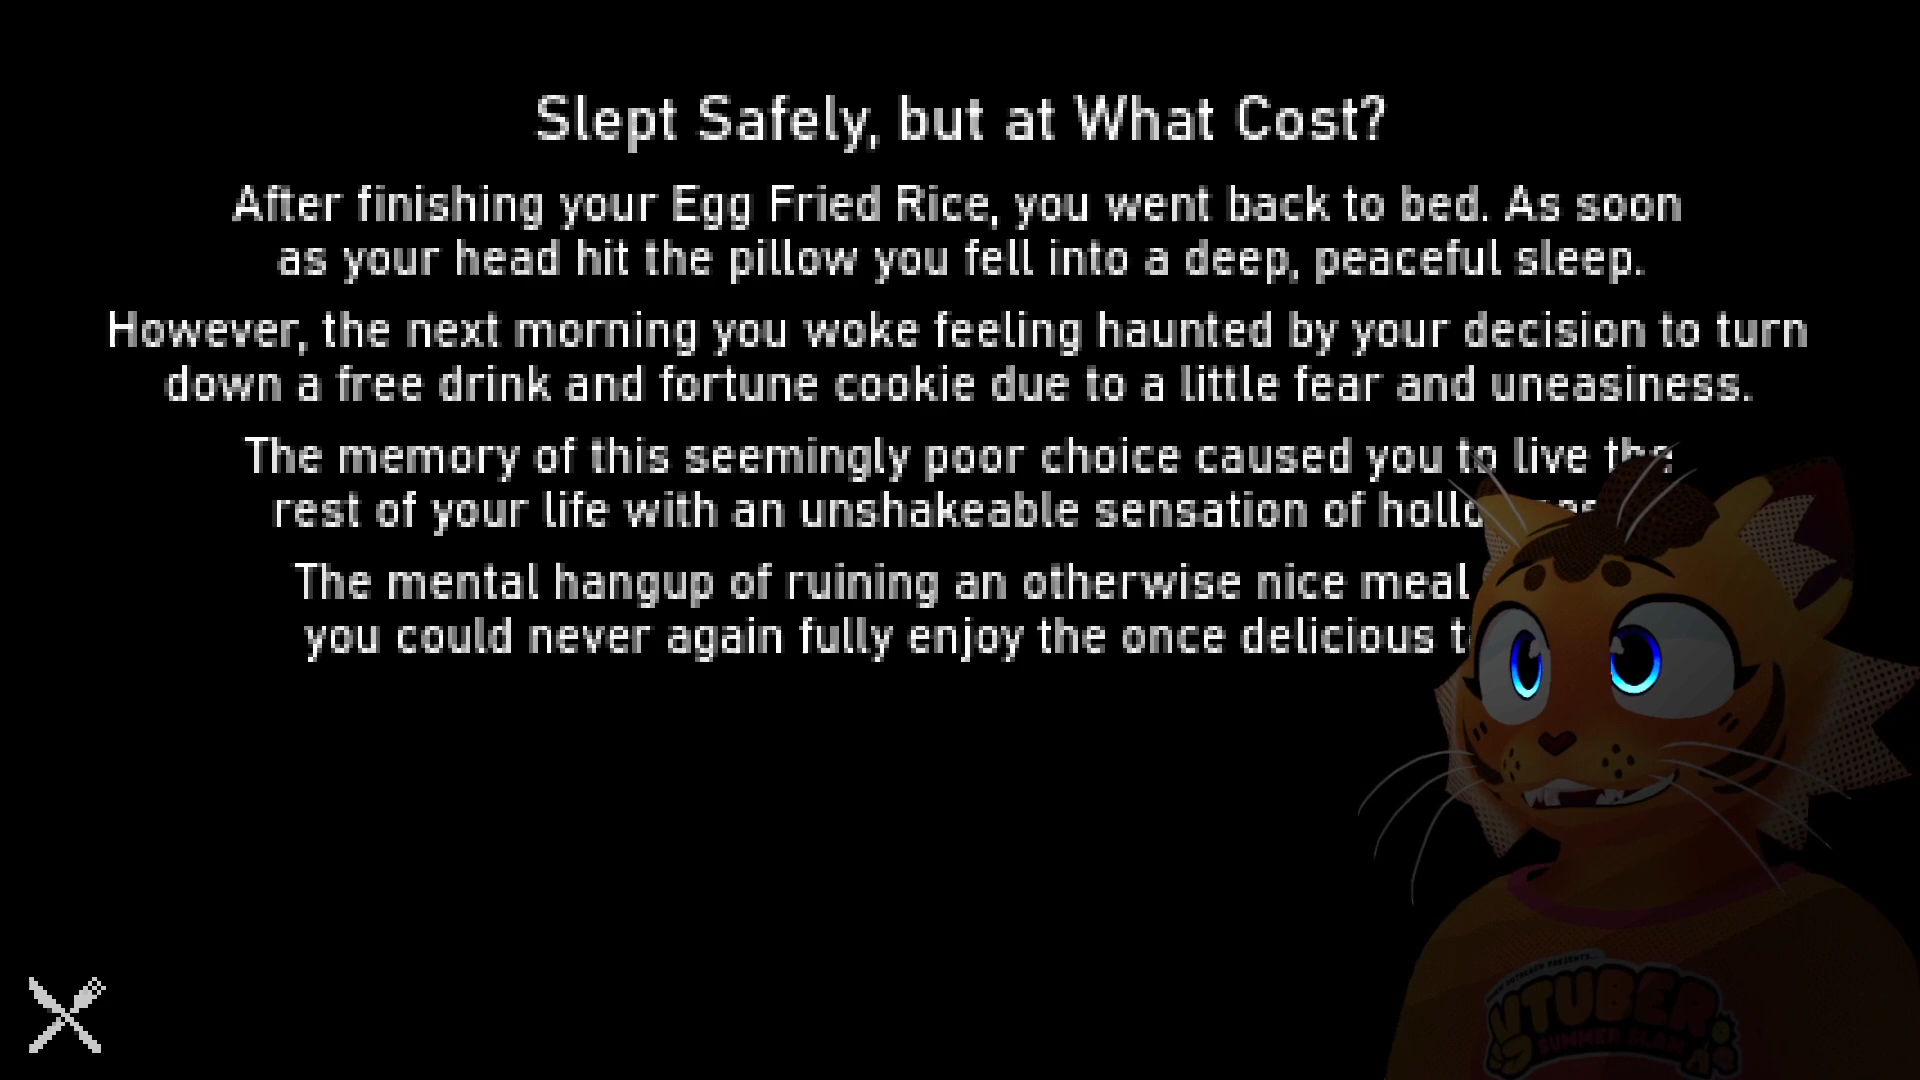 Slept Safely, but at What Cost?
After finishing your Egg Fried Rice, you went back to bed. As soon
as your head hit the pillow you fell into a deep, peaceful sleep.
However, the next morning you woke feeling haunted by your decision to turn
down a free drink and fortune cookie due to a little fear and uneasiness.
The memory of this seemingly poor choice caused you to live the
rest of your life with an unshakeable sensation of
The mental hangup of ruining an otherwise nice meal
you could never again fully enjoy the once delicious
VTUBER
SUMMER SLAM